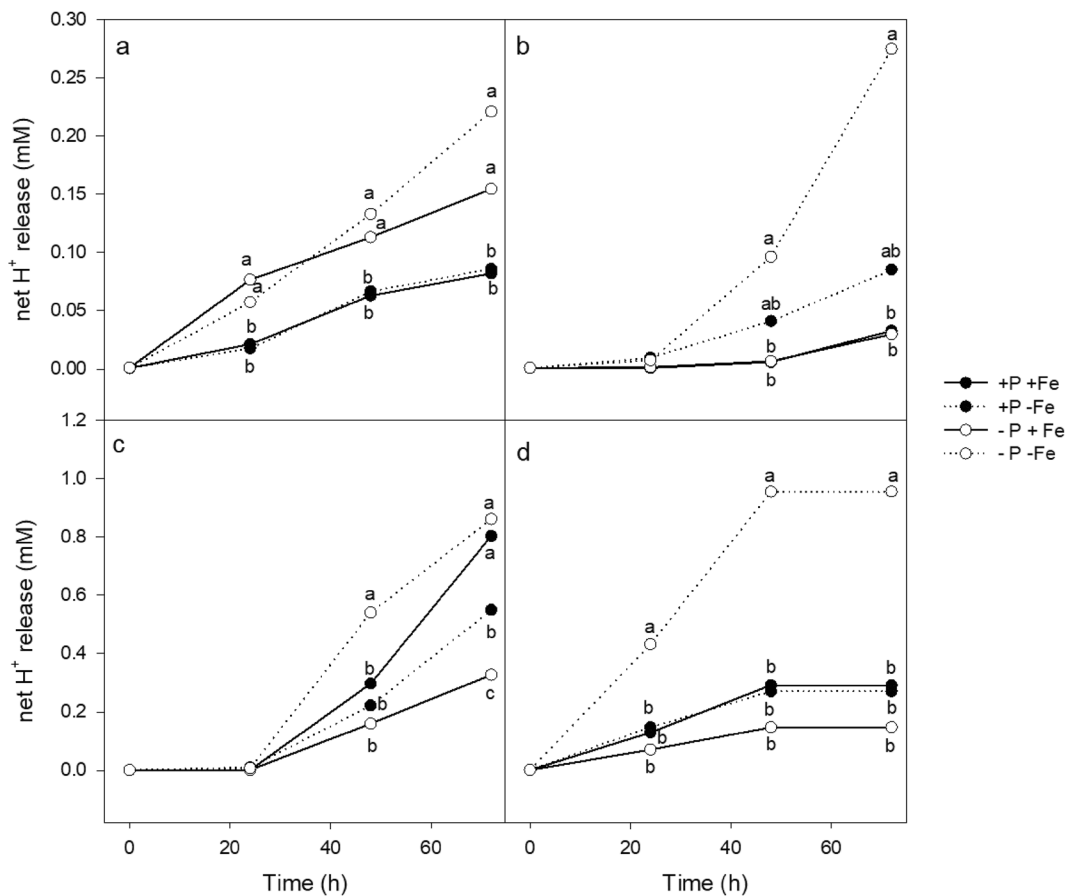 0.30
0.25
0.20
0.15
0.10
0.05
0.00
net H+ release (mM)
a
a
a
a
a
a
a
b
b
b
b
b
b
b
a
a
ab
ab
b
b
b
b
1.2
1.0
0.8
0.6
0.4
0.2
0.0
net H+ release (mM)
c
a
a
a
b
b
b
b
c
d
a
a
a
b
b
b
b
b
b
b
b
b
0
20
40
60
Time (h)
0
20
40
60
Time (h)
+P +Fe
+P -Fe
- P + Fe
- P -Fe